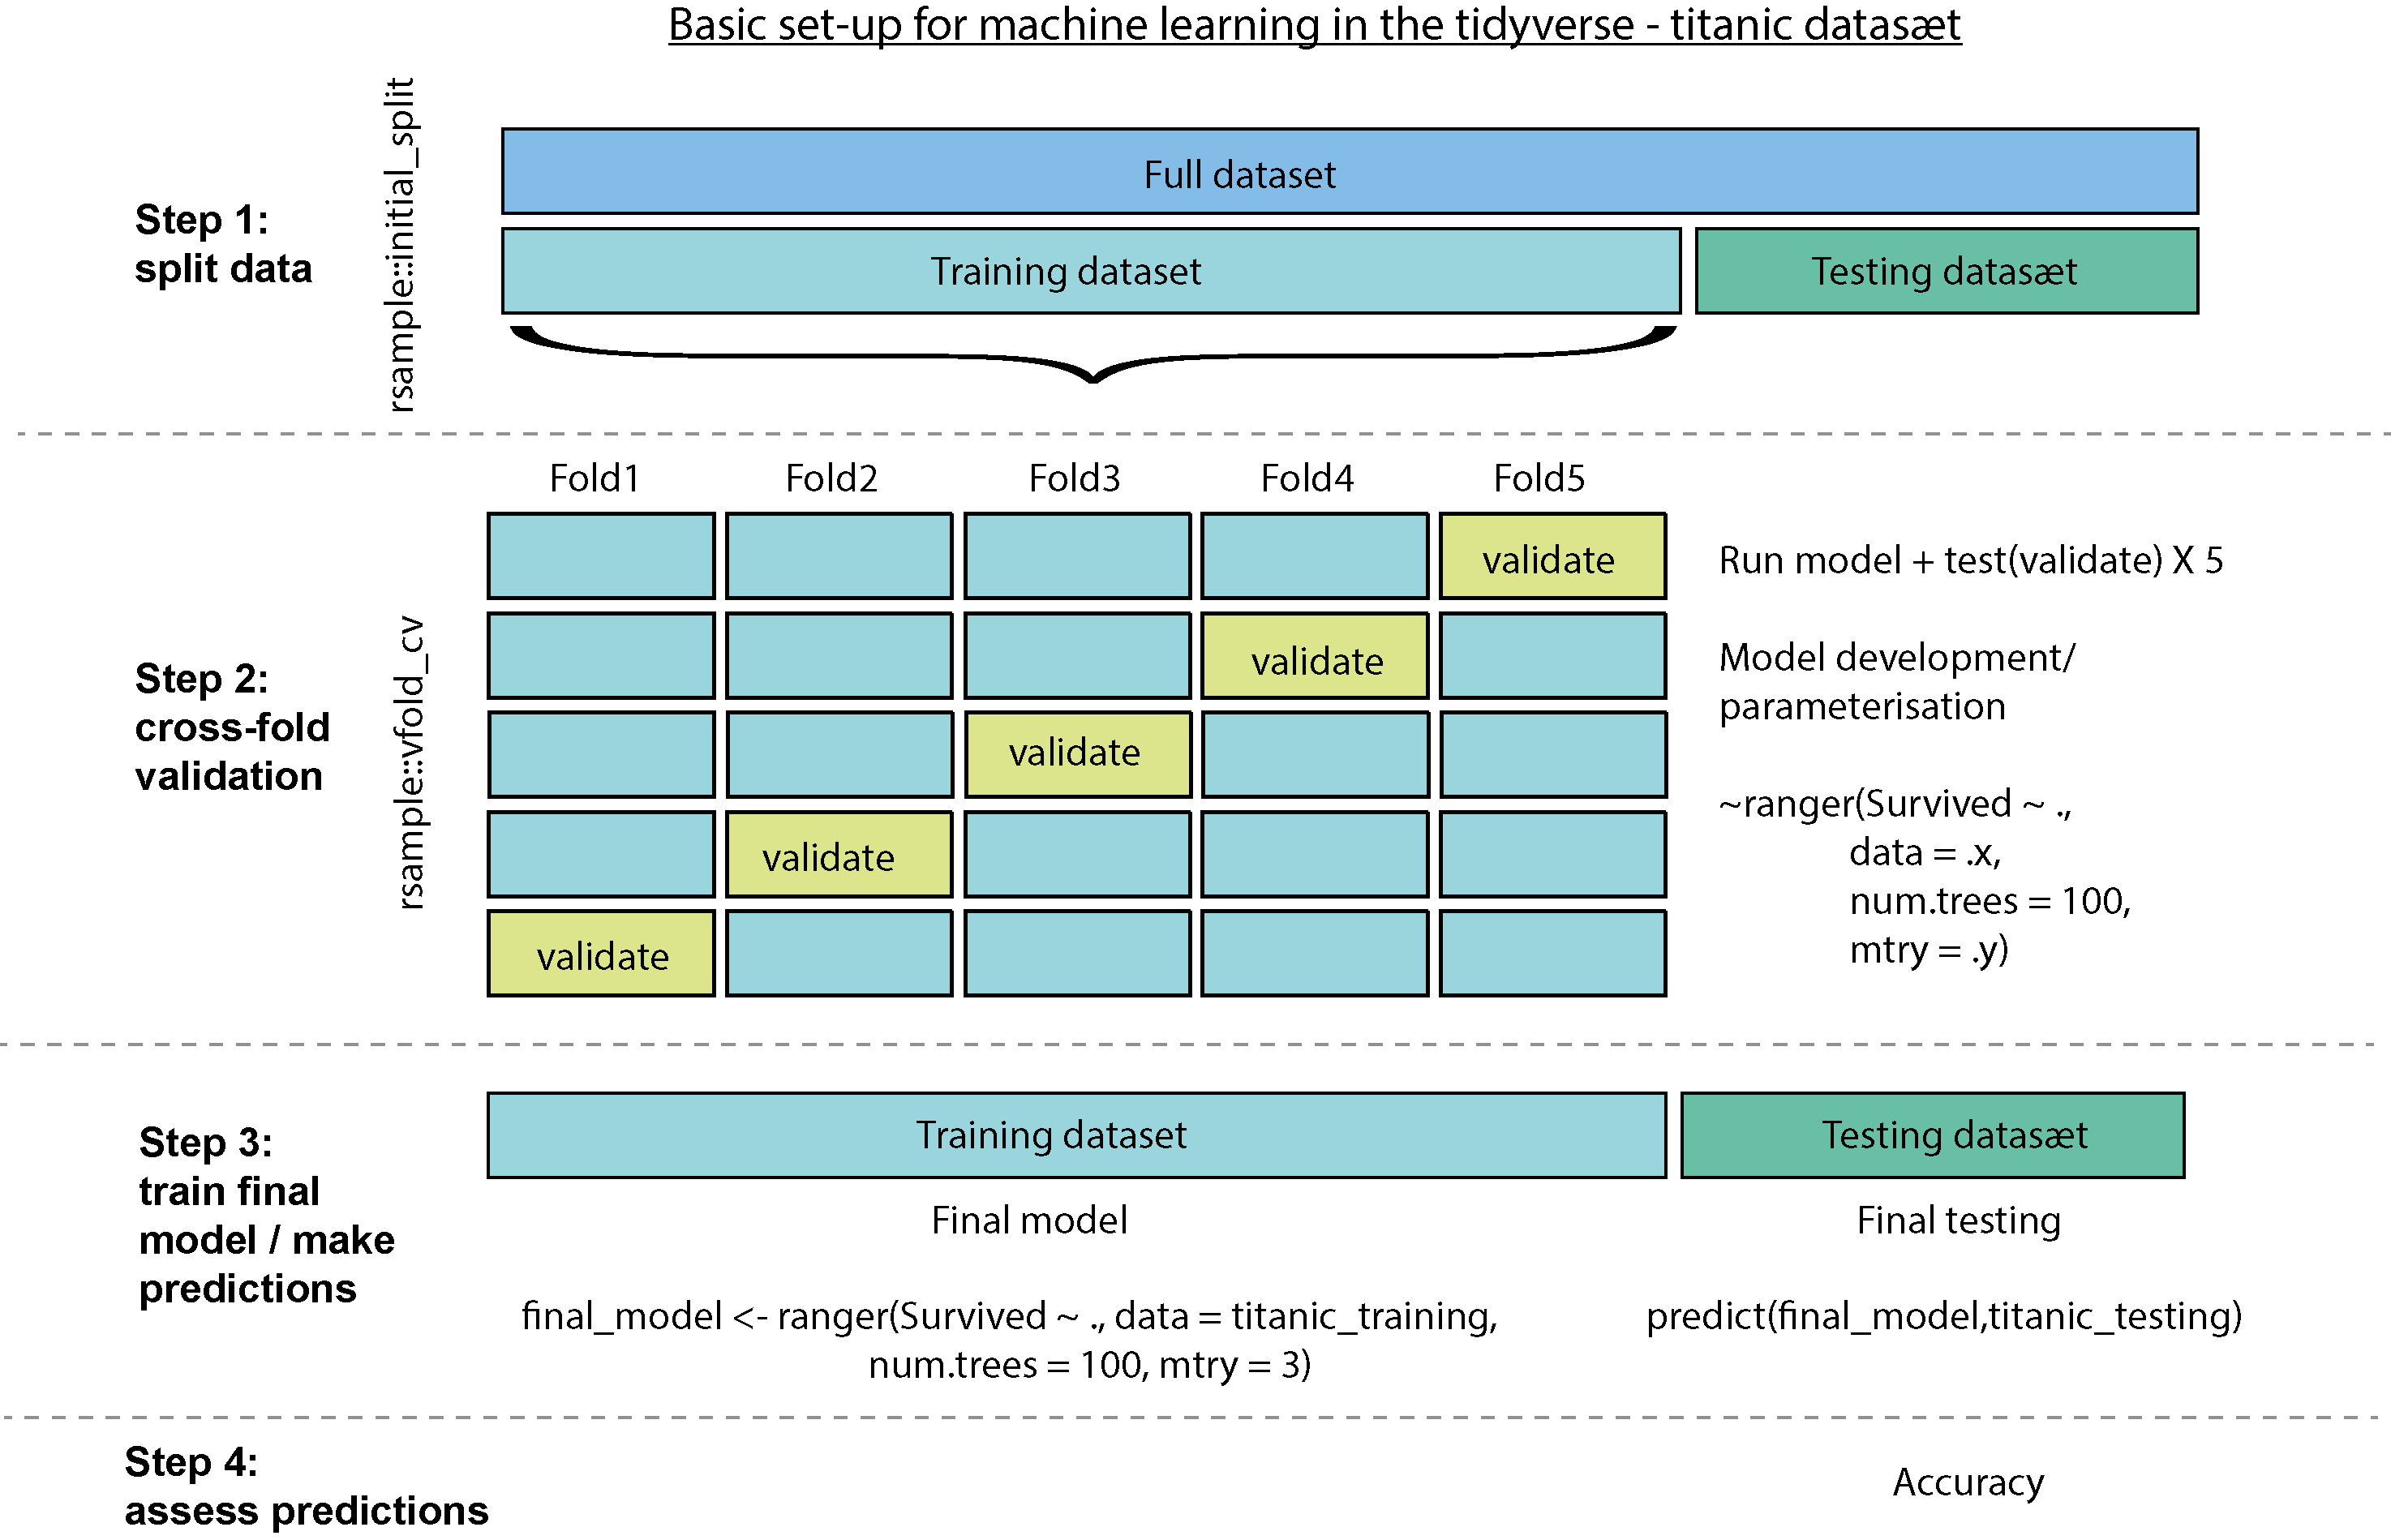 Basic set-up for machine learning in the tidyverse - titanic datasæt
Step 1:
split data
rsample::initial_split
Full dataset
Training dataset
Testing datasæt
Step 2:
cross-fold
validation
rsample::vfold_cv
Fold1
Fold2
Fold3
Fold4
Fold5
validate
validate
validate
validate
validate
Run model + test(validate) X 5
Model development/
parameterisation
~ranger(Survived ~ .,
data = .x,
num.trees = 100,
mtry = .y)
Step 3:
train final
model / make
predictions
Training dataset
Testing datasæt
Final model
Final testing
final_model <- ranger(Survived ~ ., data = titanic_training,
num.trees = 100, mtry = 3)
predict(final_model,titanic_testing)
Step 4:
assess predictions
Accuracy